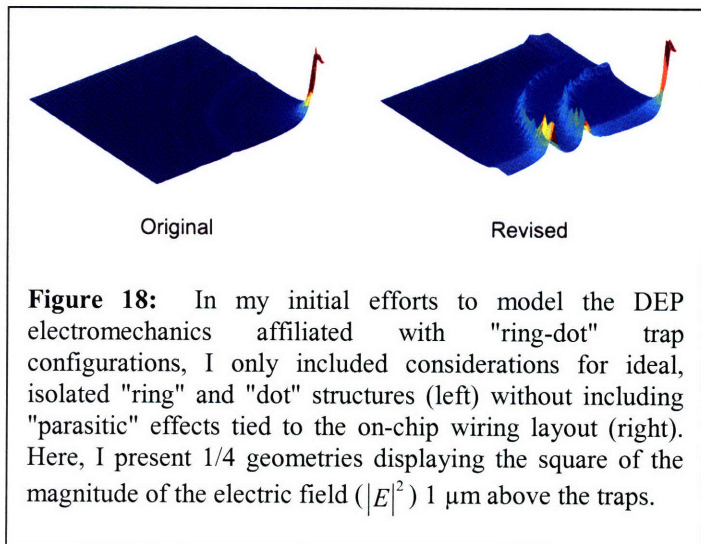 Original Revised
Figure 18: In my initial efforts to model the DEP
electromechanics affiliated with "ring-dot" trap
configurations, I only included considerations for ideal,
isolated "ring" and "dot" structures (left) without including
"parasitic" effects tied to the on-chip wiring layout (right).
Here, I present 1/4 geometries displaying the square of the
magnitude of the electric field (|E|²) 1 µm above the traps.